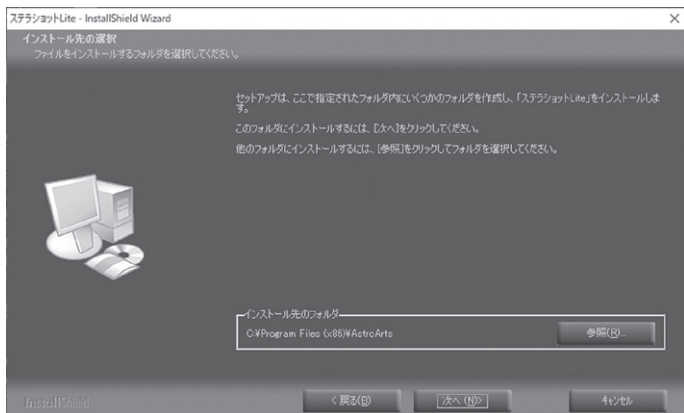 ステラショットLite - InstallShield Wizard
インストール先の選択
ファイルをインストールするフォルダを選択してください。
セットアップは、ここで指定されたフォルダ内にいくつかのフォルダを作成し、「ステラショットLite」をインストールしま
す。
このフォルダにインストールするには、[次へ]をクリックしてください。
他のフォルダにインストールするには、[参照]をクリックしてフォルダを選択してください。
インストール先のフォルダ
C:¥Program Files (x86)¥AstroArts
参照(R)...
InstallShield
< 戻る(B)
次へ (N)>
キャンセル